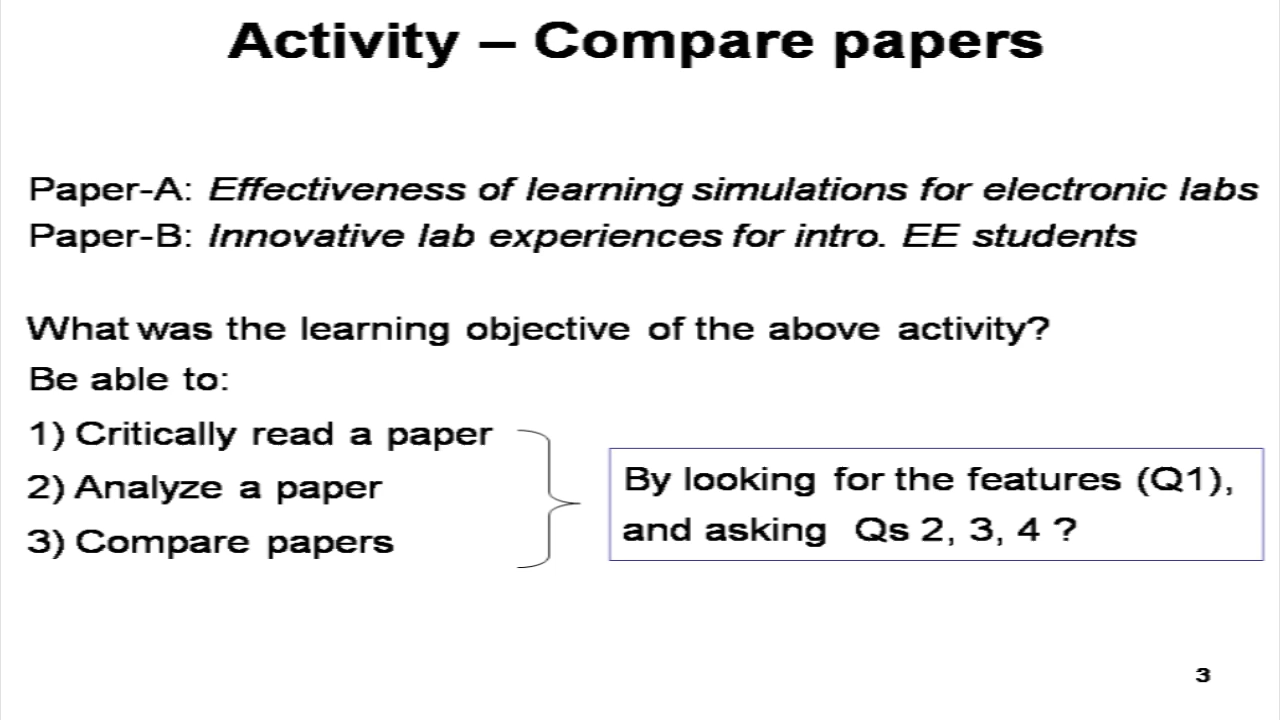 Activity – Compare papers
Paper-A: Effectiveness of learning simulations for electronic labs
Paper-B: Innovative lab experiences for intro. EE students
What was the learning objective of the above activity?
Be able to:
1) Critically read a paper
2) Analyze a paper
3) Compare papers
By looking for the features (Q1),
and asking Qs 2, 3, 4 ?
3